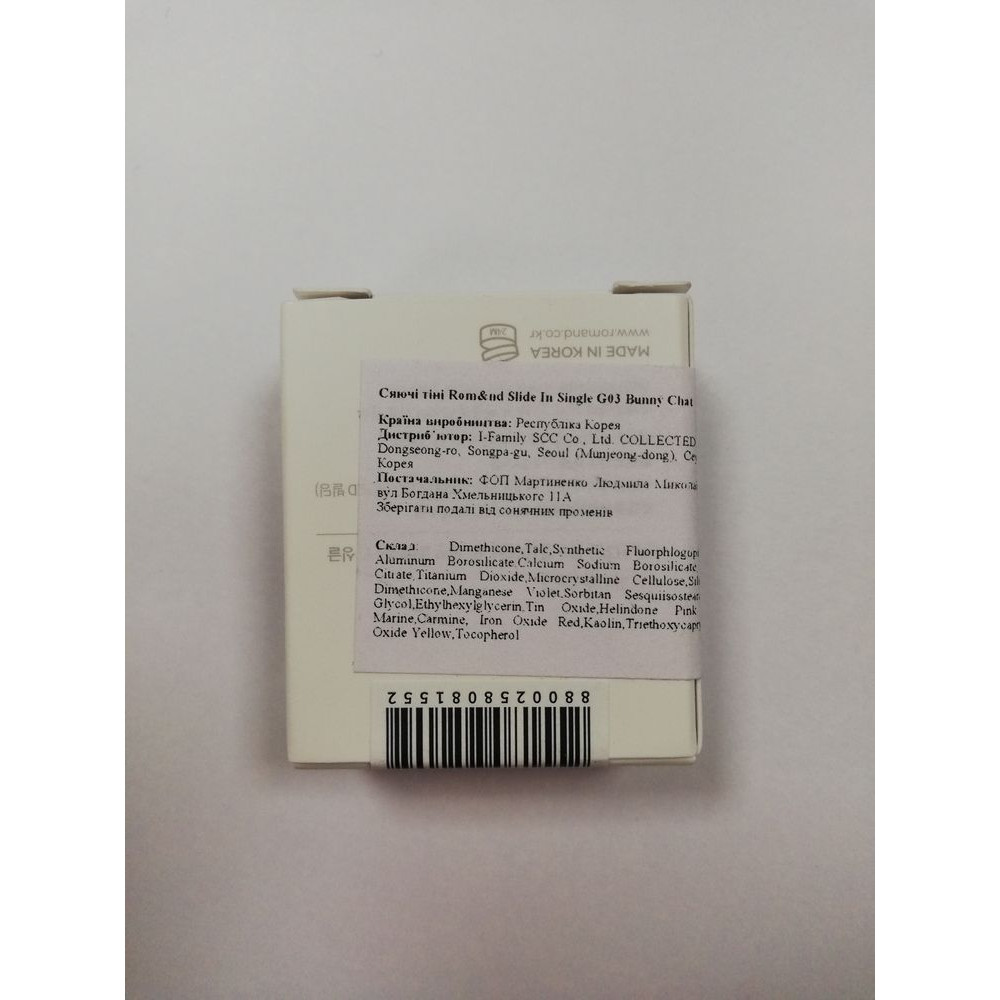 www.romand.co.kr
MADE IN KOREA
24M
Сяючі тіні Rom&nd Slide In Single G03 Bunny Chat
Країна виробництва: Республіка Корея
Дистриб'ютор: I-Family SCC Co., Ltd. COLLECTED
Dongseong-ro, Songpa-gu, Seoul (Munjeong-dong),
Корея
Постачальник: ФОП Мартиненко Людмила
вул Богдана Хмельницького 11А
Зберігати подалі від сонячних променів
Склад: Dimethicone,Talc,Synthetic
Aluminum Borosilicate,Calcium Sodium Borosilicate
Citrate,Titanium Dioxide,Microcrystalline Cellulose,
Dimethicone,Manganese Violet,Sorbitan
Glycol,Ethylhexylglycerin,Tin Oxide,Helindone Pink
Marine,Carmine, Iron Oxide Red,Kaolin,
Oxide Yellow,Tocopherol
싱글
8800258081552